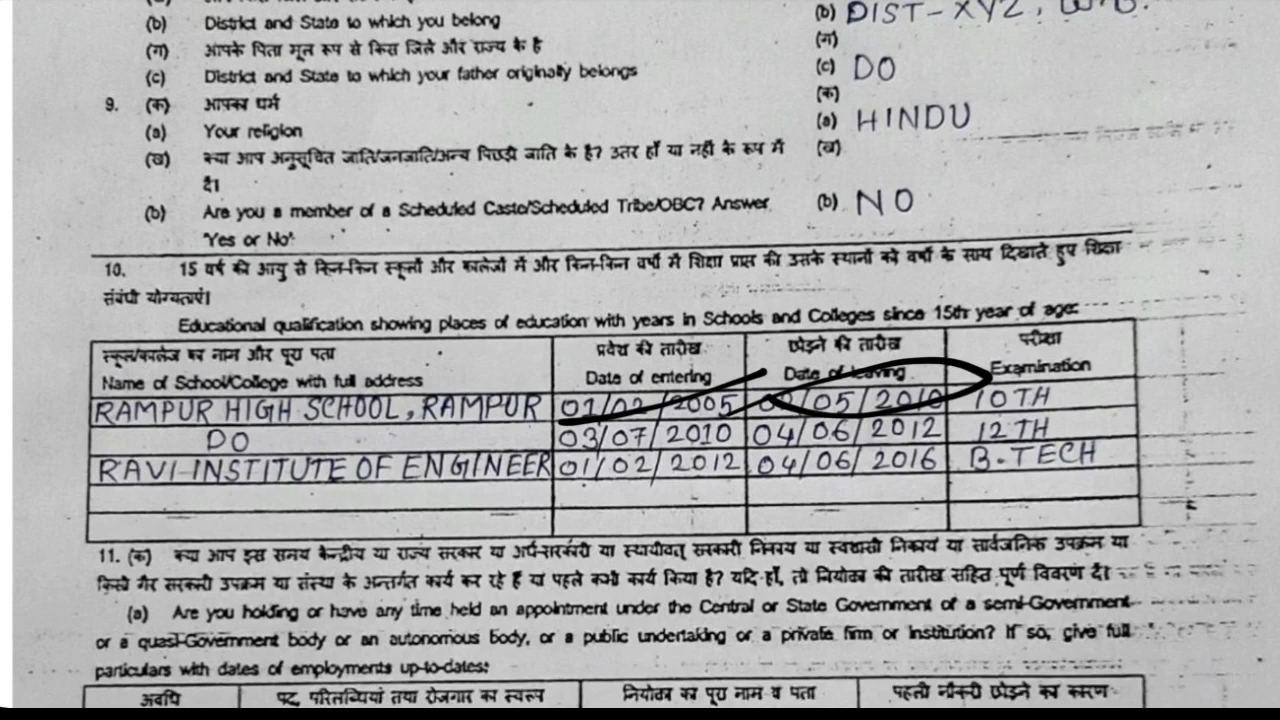 (b) District and State to which you belong (b) DIST-XYZ, W.B.
(ग) आपके पिता मूल रूप से किस जिले और राज्य के है (ग)
(c) District and State to which your father originally belongs (c) DO
9. (क) आपका धर्म (क)
(a) Your religion (a) HINDU
(ख) क्या आप अनुसूचित जाति/जनजाति/अन्य पिछड़ी जाति के है? उतर हाँ या नही के रूप में (ख)
दें।
(b) Are you a member of a Scheduled Caste/Scheduled Tribe/OBC? Answer (b) NO
'Yes or No'
10. 15 वर्ष की आयु से किन-किन स्कूलों और कालेजों में और किन-किन वर्षो में शिक्षा प्राप्त की उसके स्थानों को वर्षो के साथ दिखाते हुए शिक्षा
संबंधी योग्यताएं।
Educational qualification showing places of education with years in Schools and Colleges since 15th year of age:
स्कूल/कालेज का नाम और पूरा पता प्रवेश की तारीख छोड़ने की तारीख परीक्षा
Name of School/College with full address Date of entering Date of leaving Examination
RAMPUR HIGH SCHOOL, RAMPUR 01/02/2005 /05/2010 10TH
DO 03/07/2010 04/06/2012 12TH
RAVI-INSTITUTE OF ENGINEER 01/02/2012 04/06/2016 B.TECH
11. (क) क्या आप इस समय केन्द्रीय या राज्य सरकार या अर्ध-सरकारी या स्थायीवत् सरकारी निकाय या स्वशासी निकाय या सार्वजनिक उपक्रम या
किसी गैर सरकारी उपक्रम या संस्था के अन्तर्गत कार्य कर रहे हैं या पहले कभी कार्य किया है? यदि हाँ, तो नियोक्ता की तारीख सहित पूर्ण विवरण दें।
(a) Are you holding or have any time held an appointment under the Central or State Government of a semi-Government
or a quasi-Government body or an autonomous body, or a public undertaking or a private firm or institution? If so, give full
particulars with dates of employments up-to-date:
अवधि पद, परिलब्धियां तथा रोजगार का स्वरूप नियोक्ता का पूरा नाम व पता पहली नौकरी छोड़ने का कारण